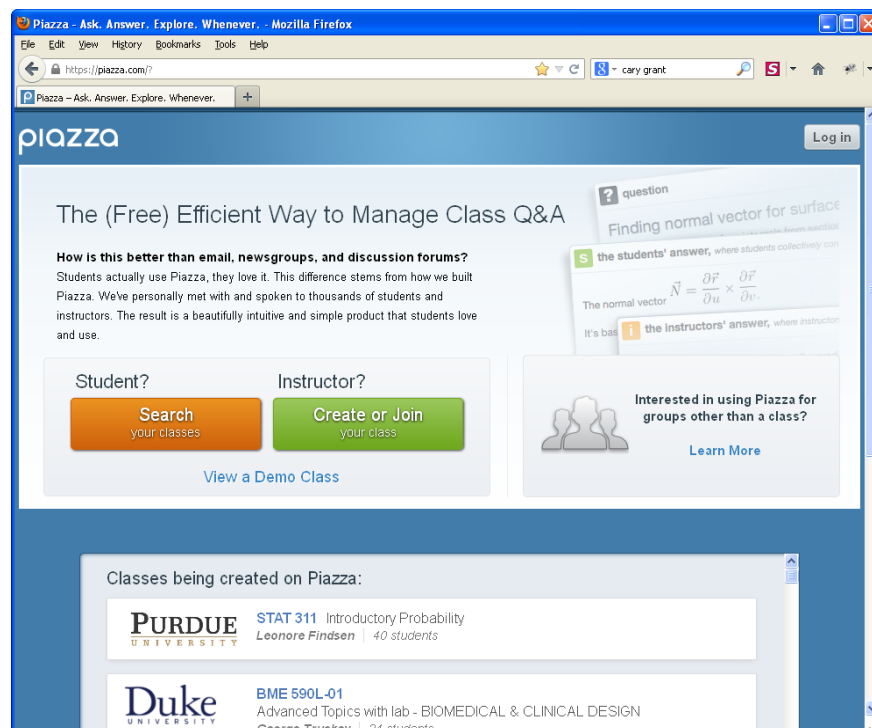 Piazza - Ask. Answer. Explore. Whenever. - Mozilla Firefox
File Edit View History Bookmarks Tools Help
https://piazza.com/?
cary grant
Piazza – Ask. Answer. Explore. Whenever.
piazza
Log in
The (Free) Efficient Way to Manage Class Q&A
How is this better than email, newsgroups, and discussion forums?
Students actually use Piazza, they love it. This difference stems from how we built
Piazza. We've personally met with and spoken to thousands of students and
instructors. The result is a beautifully intuitive and simple product that students love
and use.
? question
Finding normal vector for surface
S the students' answer, where students collectively con
The normal vector N⃗ = ∂r⃗/∂u × ∂r⃗/∂v.
It's bas
i the instructors' answer, where instructor
Student?
Search
your classes
Instructor?
Create or Join
your class
View a Demo Class
Interested in using Piazza for
groups other than a class?
Learn More
Classes being created on Piazza:
PURDUE
UNIVERSITY
STAT 311 Introductory Probability
Leonore Findsen | 40 students
Duke
UNIVERSITY
BME 590L-01
Advanced Topics with lab - BIOMEDICAL & CLINICAL DESIGN
George Truskey | 24 students